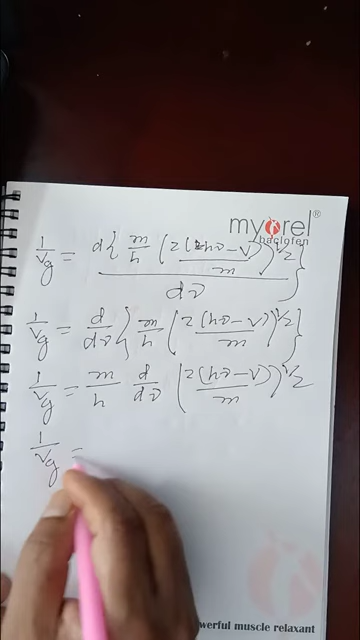 myorel®
baclofen
1/Vg = d{ m/h (2(hν-V)/m)^1/2 } / dν
1/Vg = d/dν { m/h (2(hν-V)/m)^1/2 }
1/Vg = m/h d/dν (2(hν-V)/m)^1/2
1/Vg =
werful muscle relaxant